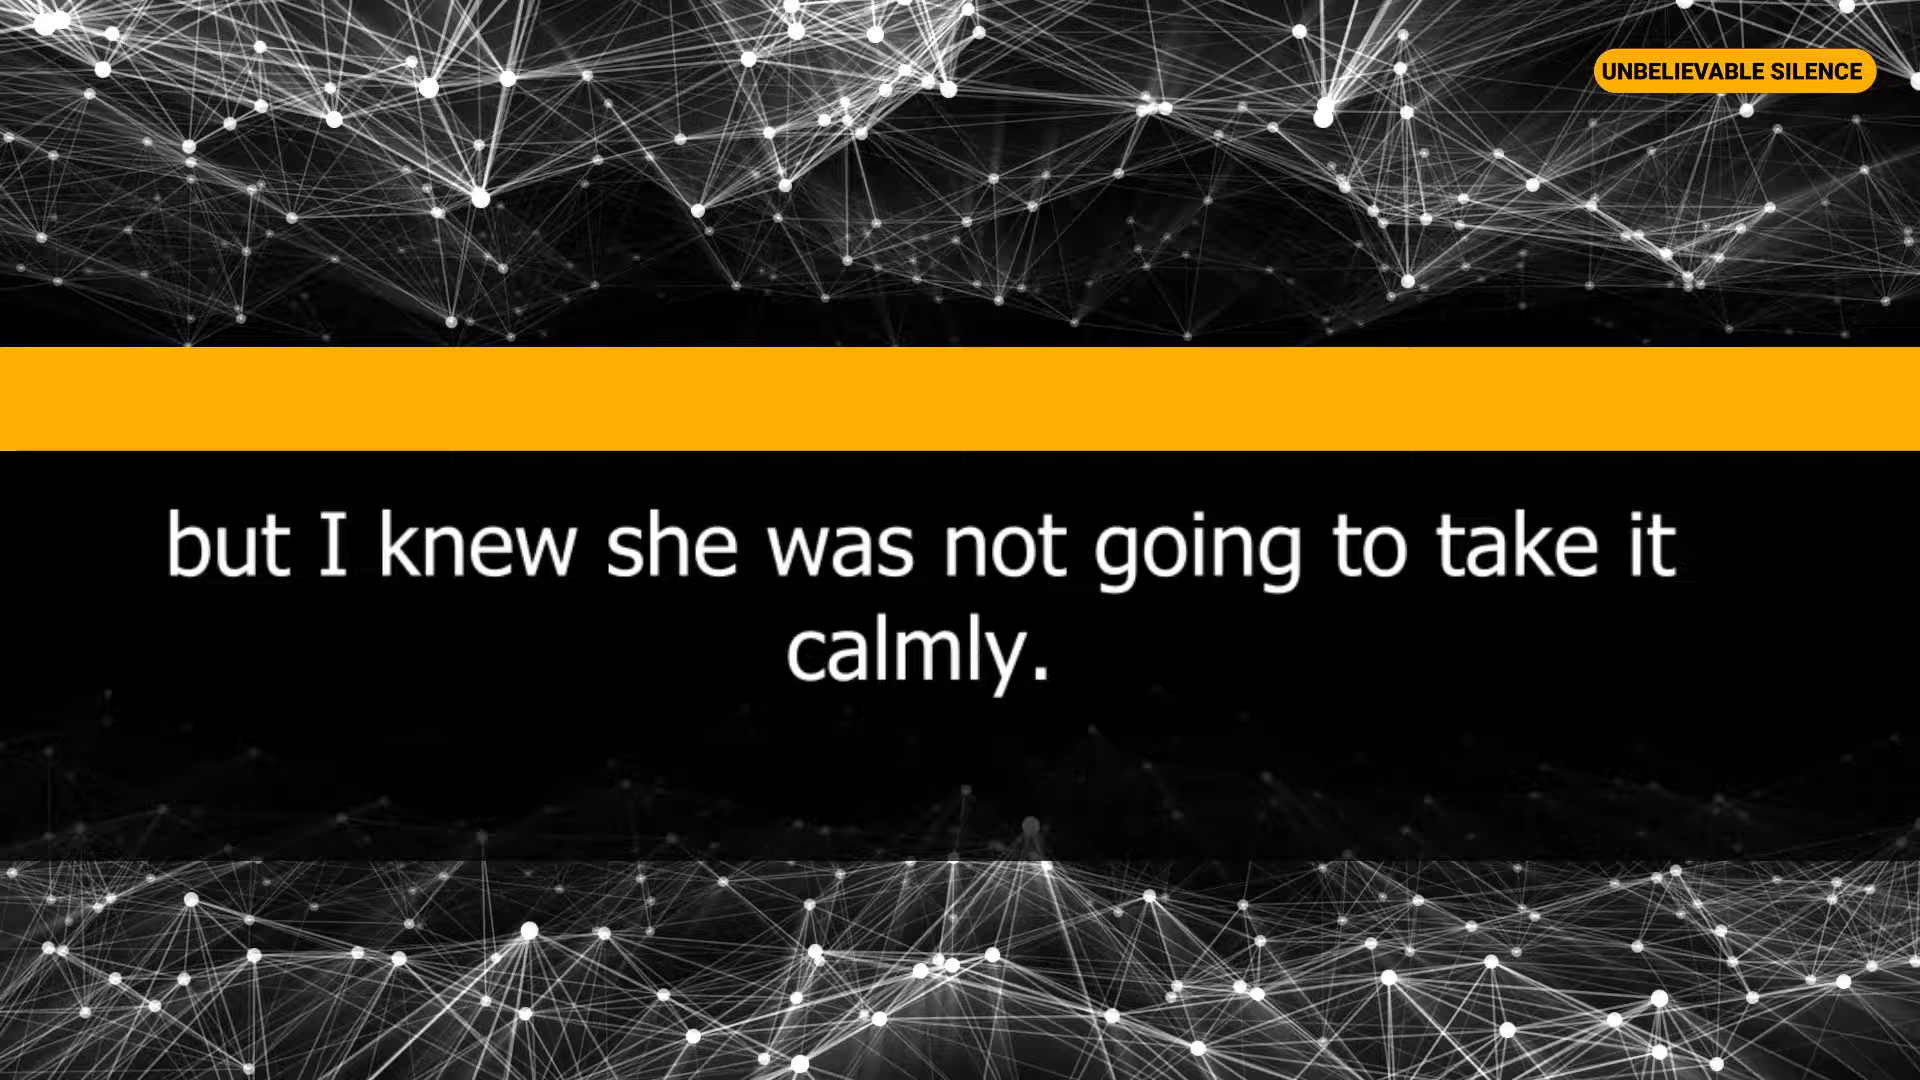 UNBELIEVABLE SILENCE
but I knew she was not going to take it
calmly.